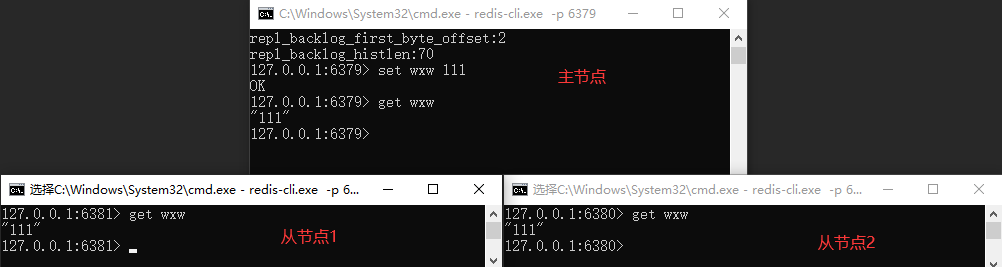 C:\Windows\System32\cmd.exe - redis-cli.exe  -p 6379
repl_backlog_first_byte_offset:2
repl_backlog_histlen:70
127.0.0.1:6379> set wxw 111
OK
127.0.0.1:6379> get wxw
"111"
127.0.0.1:6379>
主节点
选择C:\Windows\System32\cmd.exe - redis-cli.exe  -p 6...
127.0.0.1:6381> get wxw
"111"
127.0.0.1:6381>
从节点1
选择C:\Windows\System32\cmd.exe - redis-cli.exe  -p 6...
127.0.0.1:6380> get wxw
"111"
127.0.0.1:6380>
从节点2